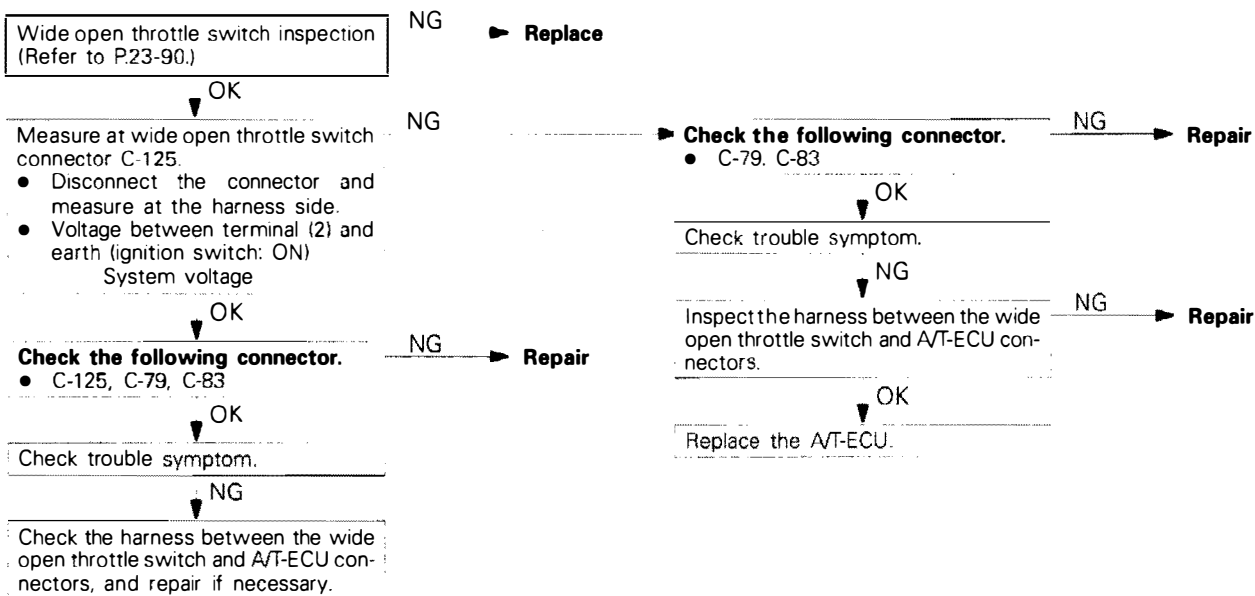 Wide open throttle switch inspection
(Refer to P.23-90.)
NG
Replace
OK
Measure at wide open throttle switch
connector C-125.
● Disconnect the connector and
measure at the harness side.
● Voltage between terminal (2) and
earth (ignition switch: ON)
System voltage
NG
OK
Check the following connector.
● C-125, C-79, C-83
NG
Repair
OK
Check trouble symptom.
NG
Check the harness between the wide
open throttle switch and A/T-ECU con-
nectors, and repair if necessary.
Check the following connector.
● C-79. C-83
NG
Repair
OK
Check trouble symptom.
NG
Inspect the harness between the wide
open throttle switch and A/T-ECU con-
nectors.
NG
Repair
OK
Replace the A/T-ECU.